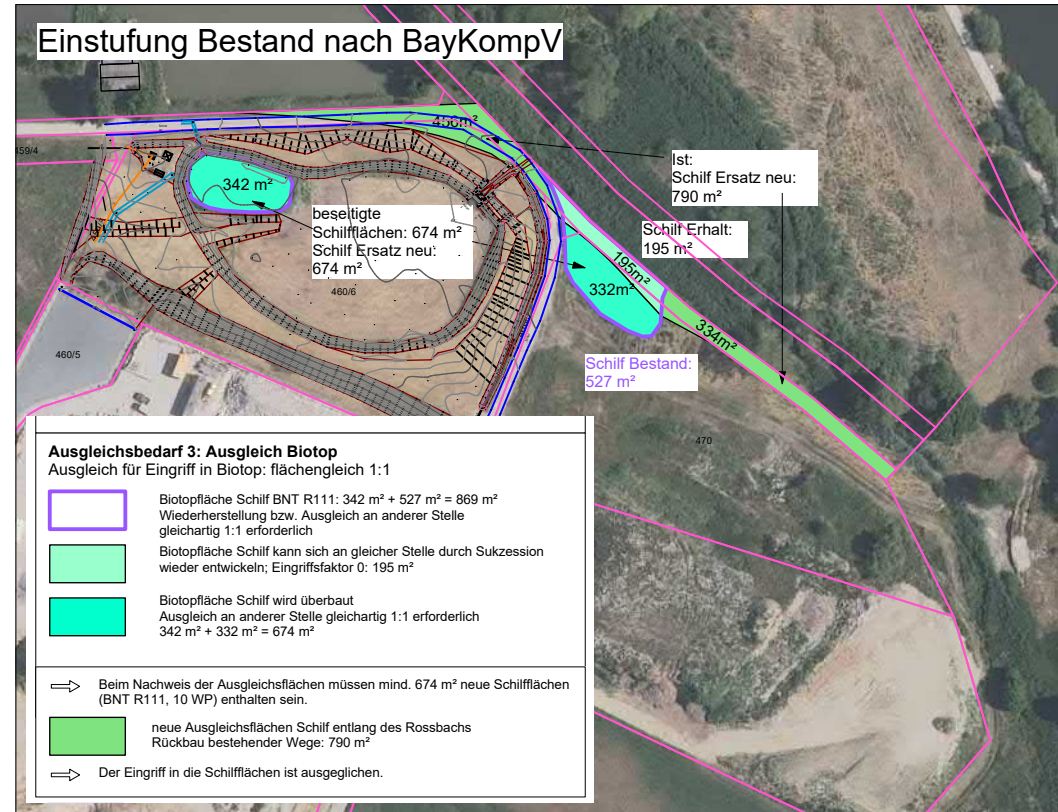 Einstufung Bestand nach BayKompV
456m²
459/4
Ist:
Schilf Ersatz neu:
790 m²
342 m²
beseitigte
Schilfflächen: 674 m²
Schilf Ersatz neu:
674 m²
Schilf Erhalt:
195 m²
195m²
332m²
460/6
334m²
460/5
Schilf Bestand:
527 m²
470
Ausgleichsbedarf 3: Ausgleich Biotop
Ausgleich für Eingriff in Biotop: flächengleich 1:1
Biotopfläche Schilf BNT R111: 342 m² + 527 m² = 869 m²
Wiederherstellung bzw. Ausgleich an anderer Stelle
gleichartig 1:1 erforderlich
Biotopfläche Schilf kann sich an gleicher Stelle durch Sukzession
wieder entwickeln; Eingriffsfaktor 0: 195 m²
Biotopfläche Schilf wird überbaut
Ausgleich an anderer Stelle gleichartig 1:1 erforderlich
342 m² + 332 m² = 674 m²
Beim Nachweis der Ausgleichsflächen müssen mind. 674 m² neue Schilfflächen
(BNT R111, 10 WP) enthalten sein.
neue Ausgleichsflächen Schilf entlang des Rossbachs
Rückbau bestehender Wege: 790 m²
Der Eingriff in die Schilfflächen ist ausgeglichen.